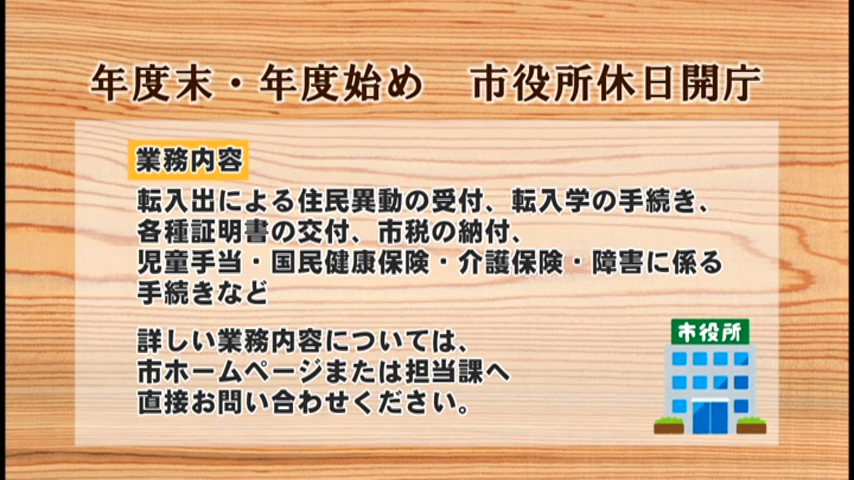 年度末・年度始め 市役所休日開庁
業務内容
転入出による住民異動の受付、転入学の手続き、
各種証明書の交付、市税の納付、
児童手当・国民健康保険・介護保険・障害に係る
手続きなど
詳しい業務内容については、
市ホームページまたは担当課へ
直接お問い合わせください。
市役所